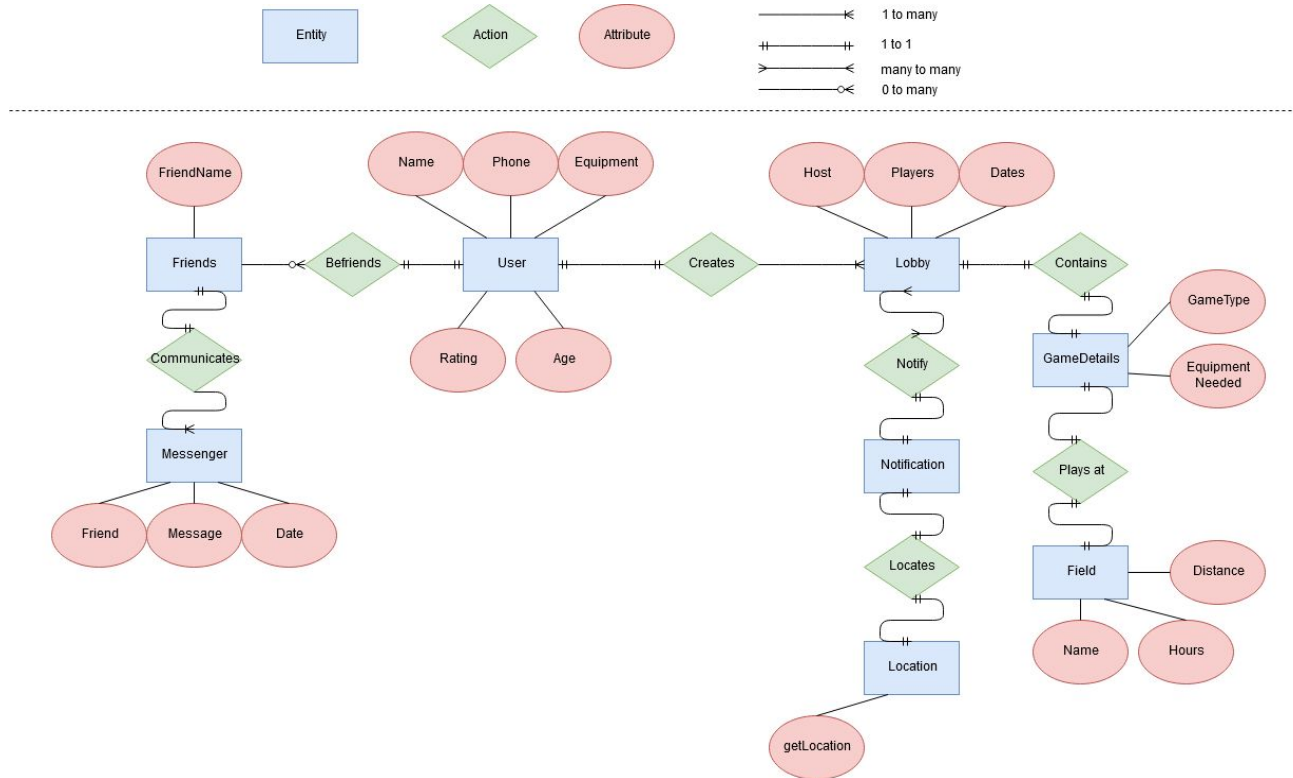 Entity
Action
Attribute
1 to many
1 to 1
many to many
0 to many
FriendName
Name
Phone
Equipment
Host
Players
Dates
Friends
Befriends
User
Creates
Lobby
Contains
GameType
Communicates
Rating
Age
Notify
GameDetails
Equipment
Needed
Messenger
Notification
Plays at
Friend
Message
Date
Locates
Field
Distance
Name
Hours
Location
getLocation